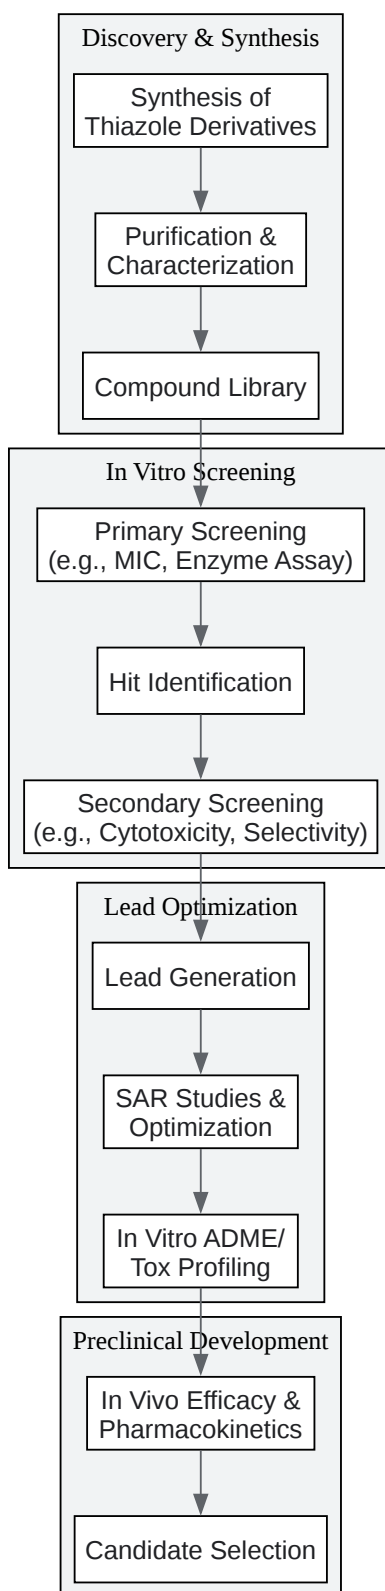 Discovery & Synthesis
Synthesis of
Thiazole Derivatives
Purification &
Characterization
Compound Library
In Vitro Screening
Primary Screening
(e.g., MIC, Enzyme Assay)
Hit Identification
Secondary Screening
(e.g., Cytotoxicity, Selectivity)
Lead Optimization
Lead Generation
SAR Studies &
Optimization
In Vitro ADME/
Tox Profiling
Preclinical Development
In Vivo Efficacy &
Pharmacokinetics
Candidate Selection